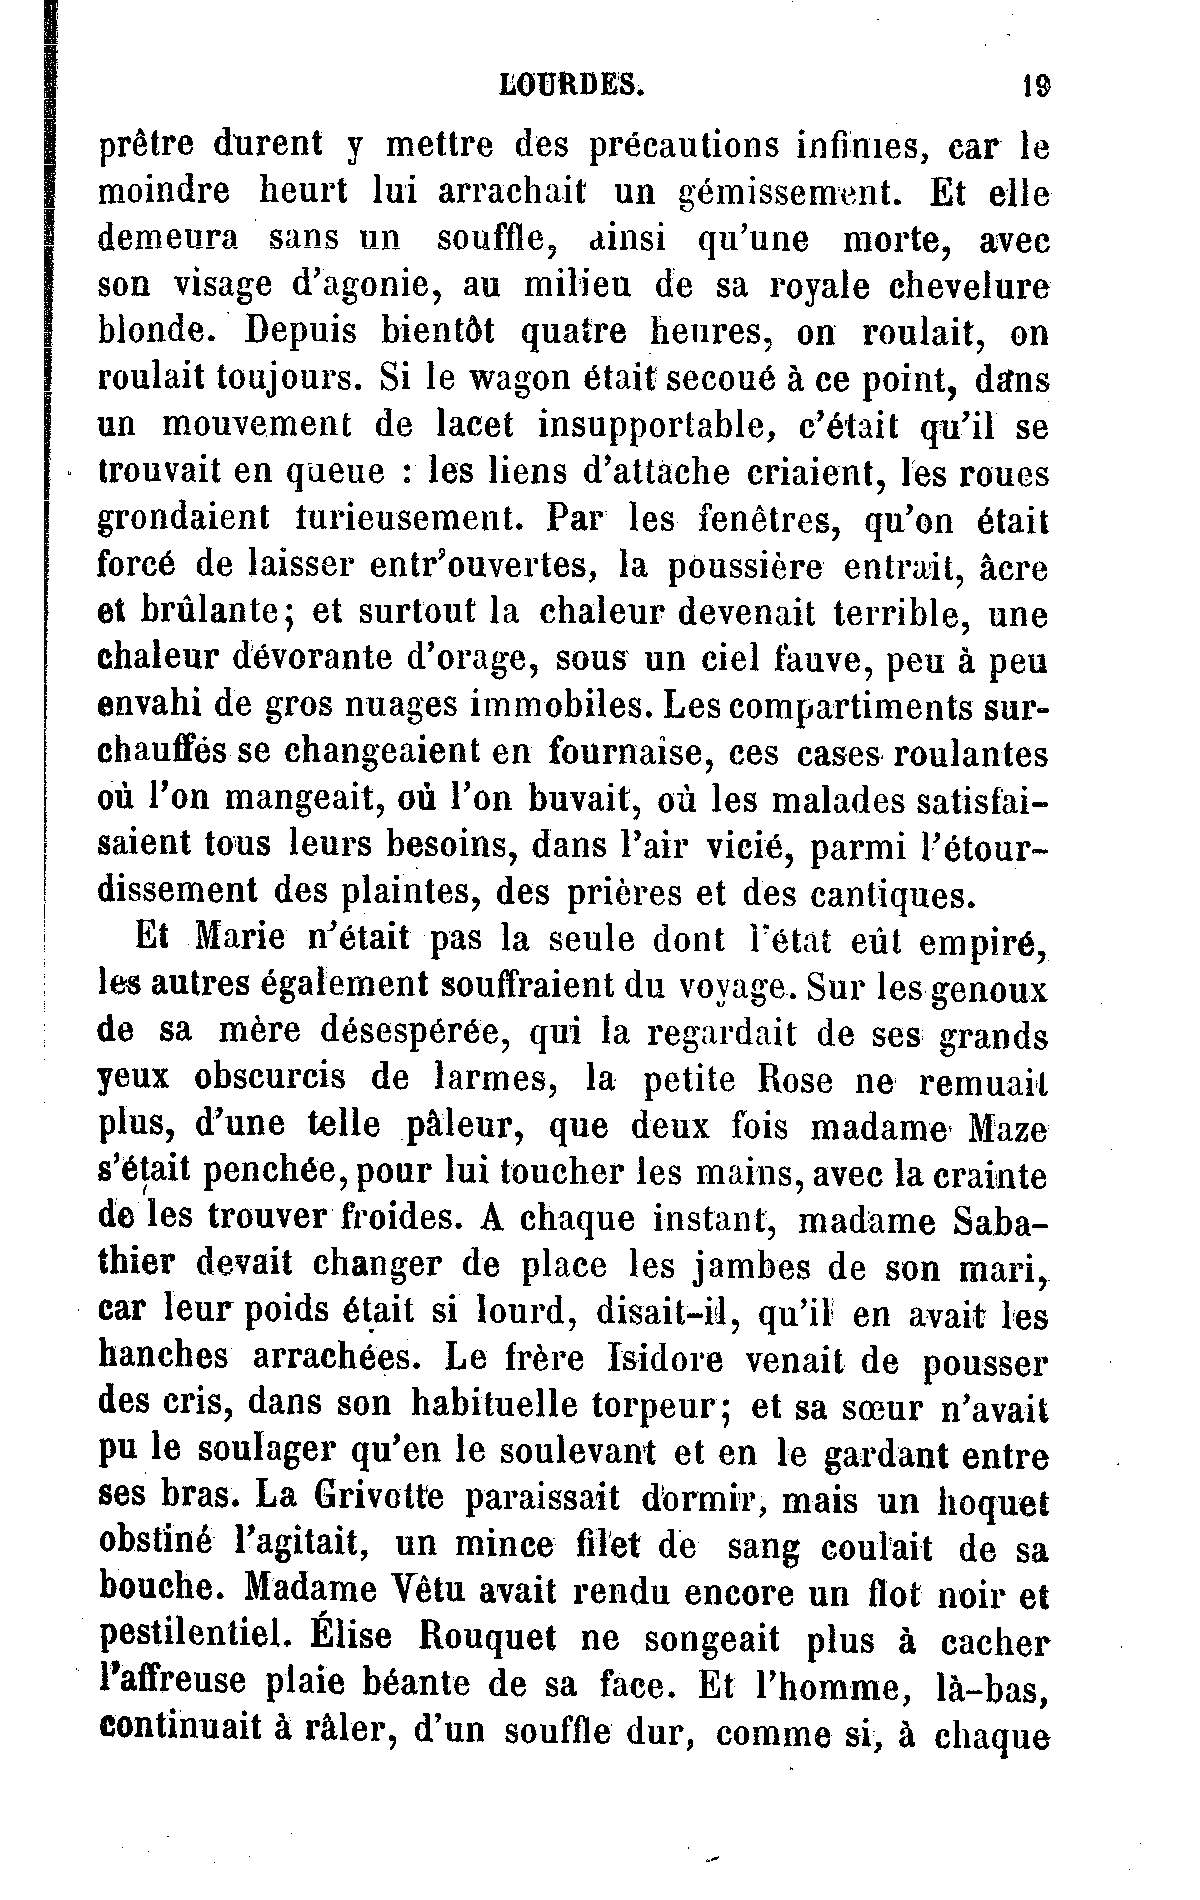 LOURDES. 19
prêtre durent y mettre des précautions infinies, car le
moindre heurt lui arrachait un gémissement. Et elle
demeura sans un souffle, ainsi qu'une morte, avec
son visage d'agonie, au milieu de sa royale chevelure
blonde. Depuis bientôt quatre heures, on roulait, on
roulait toujours. Si le wagon était secoué à ce point, dans
un mouvement de lacet insupportable, c'était qu'il se
trouvait en queue : les liens d'attache criaient, les roues
grondaient furieusement. Par les fenêtres, qu'on était
forcé de laisser entr'ouvertes, la poussière entrait, âcre
et brûlante; et surtout la chaleur devenait terrible, une
chaleur dévorante d'orage, sous un ciel fauve, peu à peu
envahi de gros nuages immobiles. Les compartiments sur-
chauffés se changeaient en fournaise, ces cases roulantes
où l'on mangeait, où l'on buvait, où les malades satisfai-
saient tous leurs besoins, dans l'air vicié, parmi l'étour-
dissement des plaintes, des prières et des cantiques.
Et Marie n'était pas la seule dont l'état eût empiré,
les autres également souffraient du voyage. Sur les genoux
de sa mère désespérée, qui la regardait de ses grands
yeux obscurcis de larmes, la petite Rose ne remuait
plus, d'une telle pâleur, que deux fois madame Maze
s'était penchée, pour lui toucher les mains, avec la crainte
de les trouver froides. A chaque instant, madame Saba-
thier devait changer de place les jambes de son mari,
car leur poids était si lourd, disait-il, qu'il en avait les
hanches arrachées. Le frère Isidore venait de pousser
des cris, dans son habituelle torpeur; et sa sœur n'avait
pu le soulager qu'en le soulevant et en le gardant entre
ses bras. La Grivotte paraissait dormir, mais un hoquet
obstiné l'agitait, un mince filet de sang coulait de sa
bouche. Madame Vêtu avait rendu encore un flot noir et
pestilentiel. Élise Rouquet ne songeait plus à cacher
l'affreuse plaie béante de sa face. Et l'homme, là-bas,
continuait à râler, d'un souffle dur, comme si, à chaque